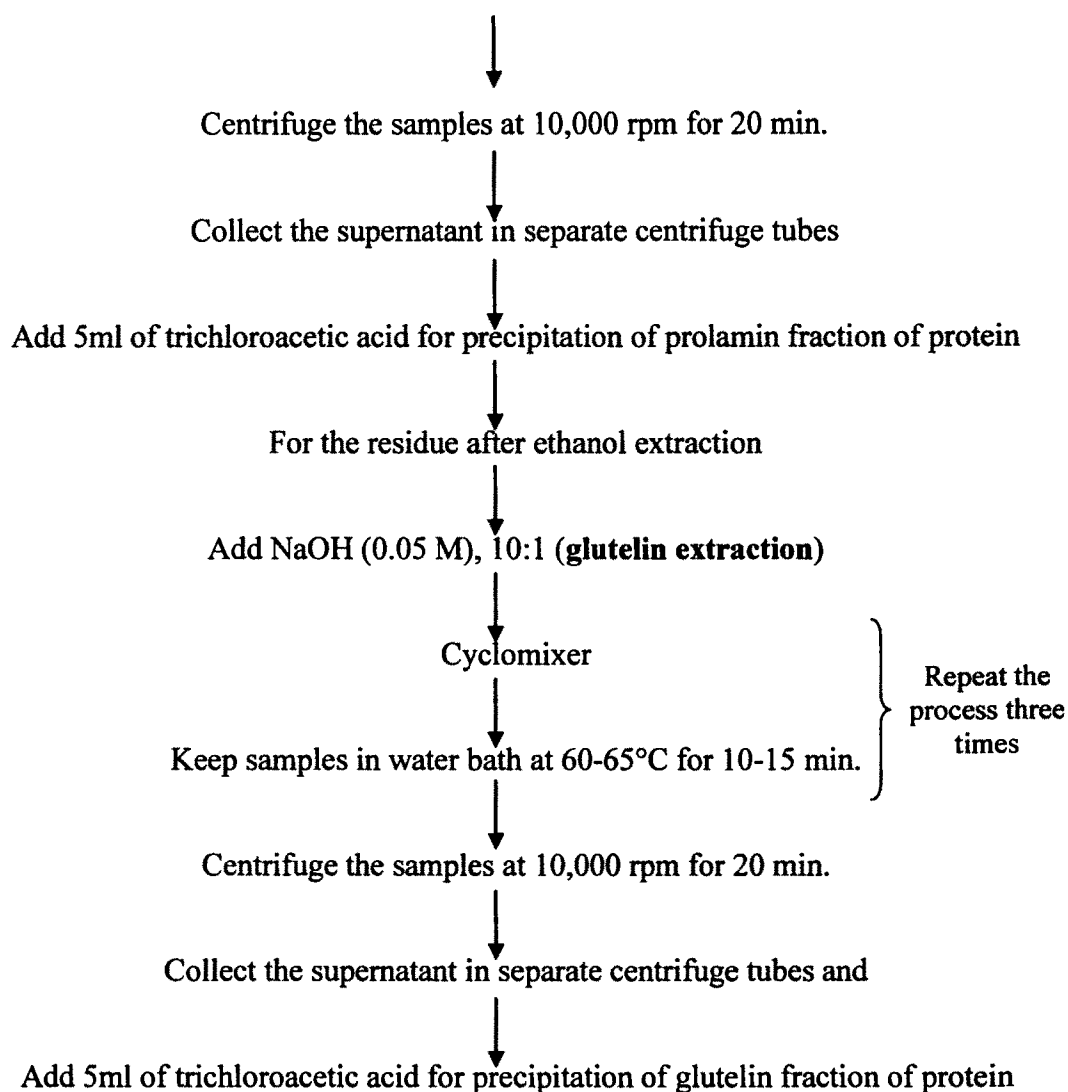 Centrifuge the samples at 10,000 rpm for 20 min.
Collect the supernatant in separate centrifuge tubes
Add 5ml of trichloroacetic acid for precipitation of prolamin fraction of protein
For the residue after ethanol extraction
Add NaOH (0.05 M), 10:1 (glutelin extraction)
Cyclomixer
Keep samples in water bath at 60-65°C for 10-15 min.
Repeat the
process three
times
Centrifuge the samples at 10,000 rpm for 20 min.
Collect the supernatant in separate centrifuge tubes and
Add 5ml of trichloroacetic acid for precipitation of glutelin fraction of protein